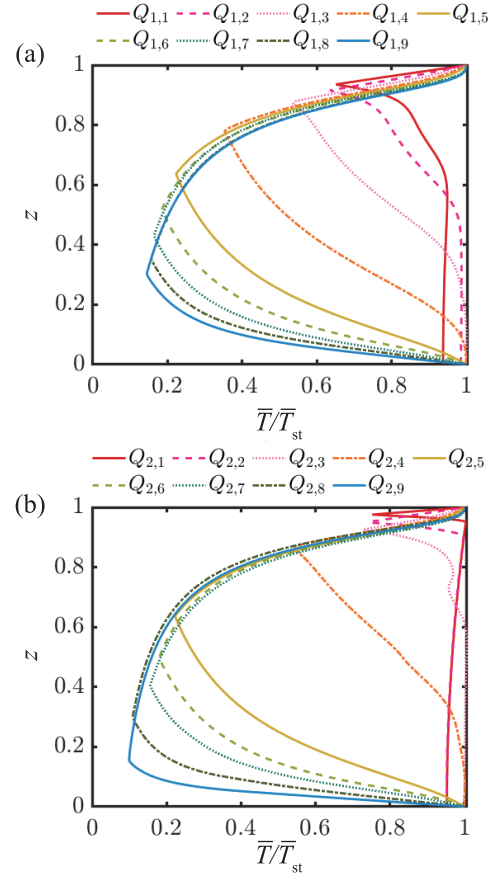 Q1,1 Q1,2 Q1,3 Q1,4 Q1,5
Q1,6 Q1,7 Q1,8 Q1,9
(a)
1
0.8
0.6
z
0.4
0.2
0
0 0.2 0.4 0.6 0.8 1
T̅/T̅st
Q2,1 Q2,2 Q2,3 Q2,4 Q2,5
Q2,6 Q2,7 Q2,8 Q2,9
(b)
1
0.8
0.6
z
0.4
0.2
0
0 0.2 0.4 0.6 0.8 1
T̅/T̅st